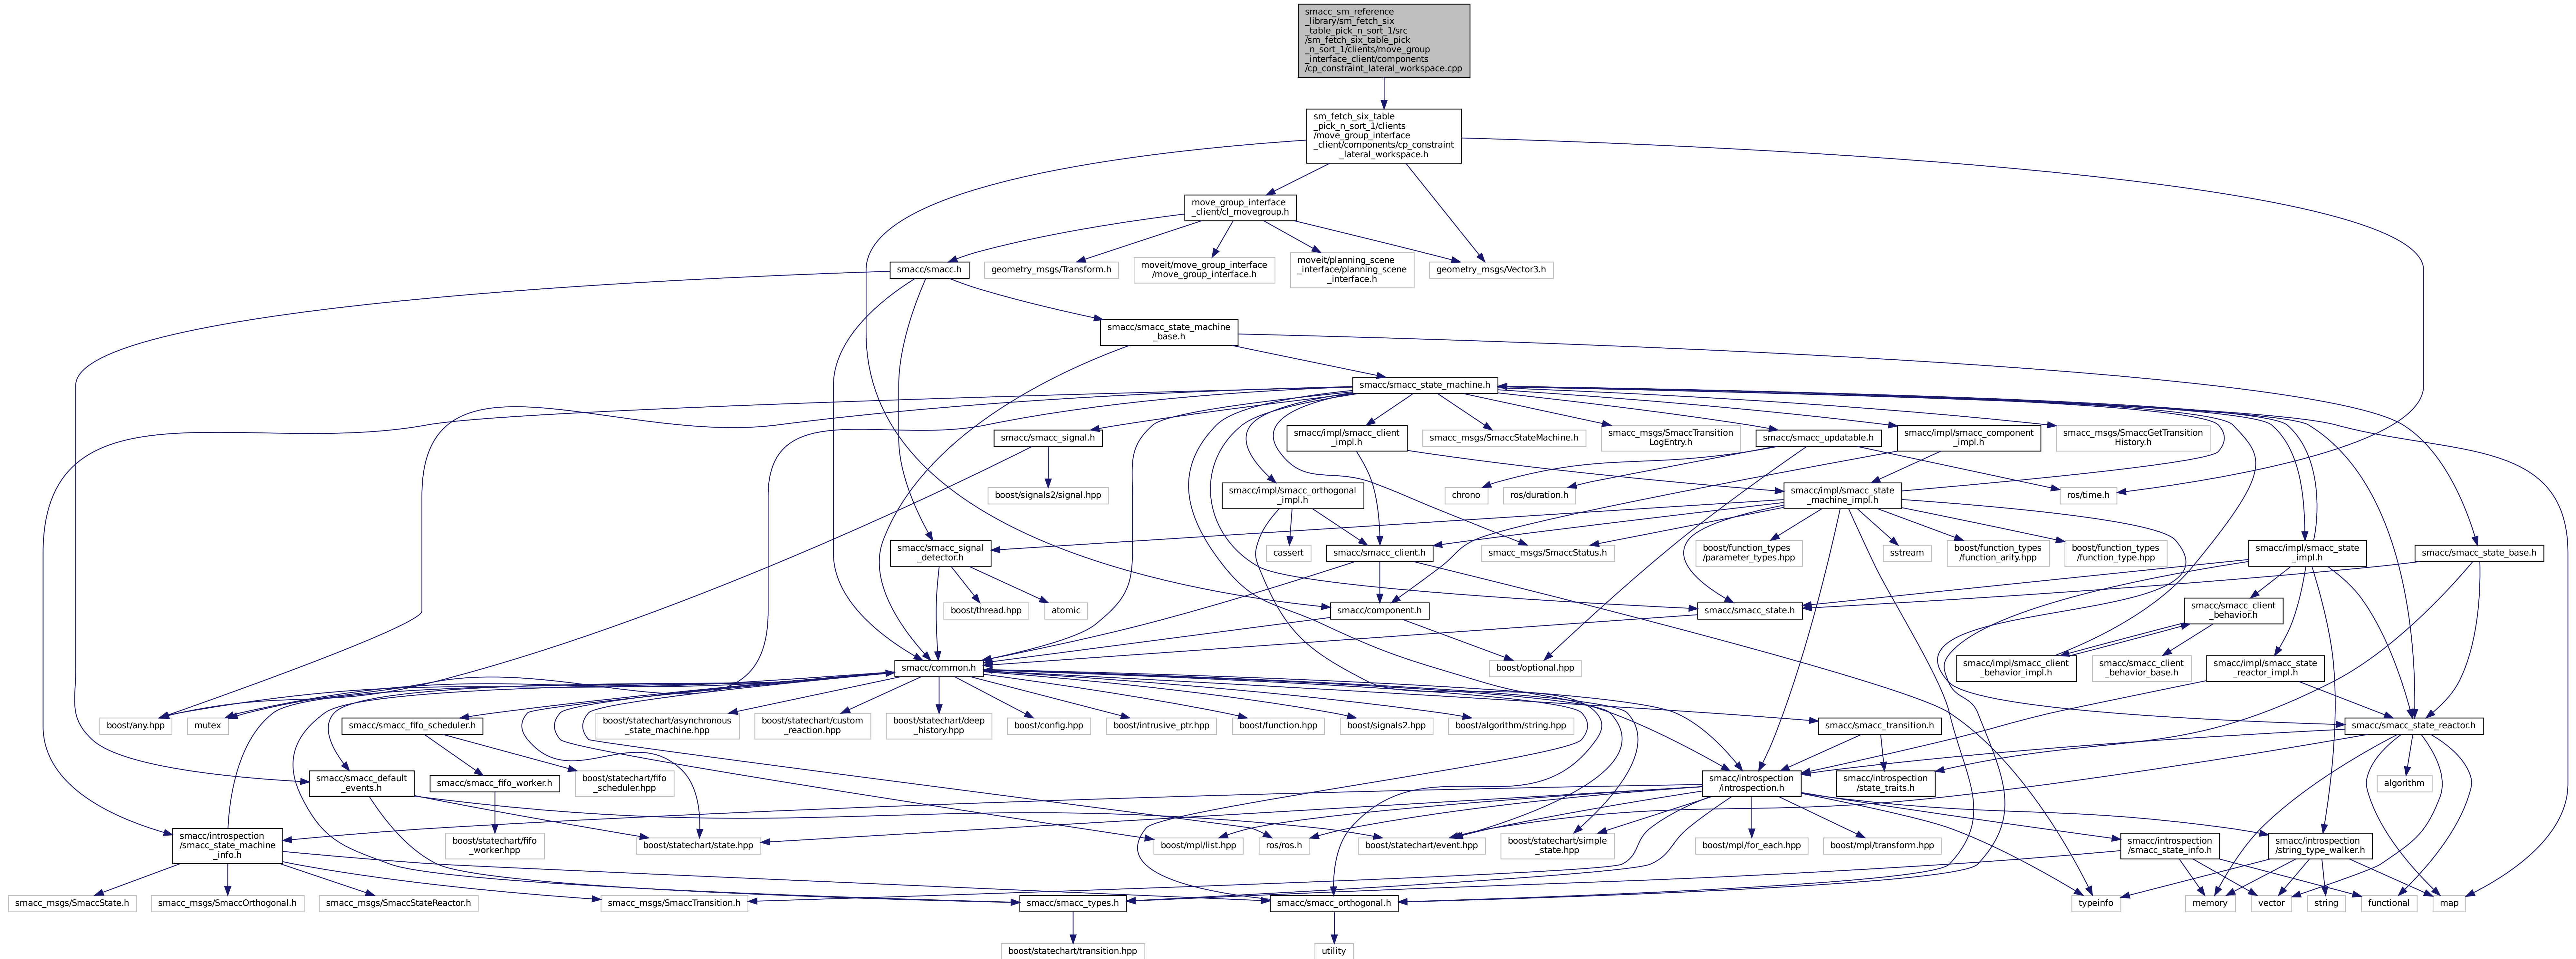 smacc_sm_reference
_library/sm_fetch_six
_table_pick_n_sort_1/src
/sm_fetch_six_table_pick
_n_sort_1/clients/move_group
_interface_client/components
/cp_constraint_lateral_workspace.cpp
sm_fetch_six_table
_pick_n_sort_1/clients
/move_group_interface
_client/components/cp_constraint
_lateral_workspace.h
move_group_interface
_client/cl_movegroup.h
smacc/smacc.h
geometry_msgs/Transform.h
moveit/move_group_interface
/move_group_interface.h
moveit/planning_scene
_interface/planning_scene
_interface.h
geometry_msgs/Vector3.h
smacc/smacc_state_machine
_base.h
smacc/smacc_state_machine.h
smacc/smacc_signal.h
smacc/impl/smacc_client
_impl.h
smacc_msgs/SmaccStateMachine.h
smacc_msgs/SmaccTransition
LogEntry.h
smacc/smacc_updatable.h
smacc/impl/smacc_component
_impl.h
smacc_msgs/SmaccGetTransition
History.h
boost/signals2/signal.hpp
smacc/impl/smacc_orthogonal
_impl.h
chrono
ros/duration.h
smacc/impl/smacc_state
_machine_impl.h
ros/time.h
smacc/smacc_signal
_detector.h
cassert
smacc/smacc_client.h
smacc_msgs/SmaccStatus.h
boost/function_types
/parameter_types.hpp
sstream
boost/function_types
/function_arity.hpp
boost/function_types
/function_type.hpp
smacc/impl/smacc_state
_impl.h
smacc/smacc_state_base.h
boost/thread.hpp
atomic
smacc/component.h
smacc/smacc_state.h
smacc/smacc_client
_behavior.h
smacc/common.h
boost/optional.hpp
smacc/impl/smacc_client
_behavior_impl.h
smacc/smacc_client
_behavior_base.h
smacc/impl/smacc_state
_reactor_impl.h
boost/any.hpp
mutex
smacc/smacc_fifo_scheduler.h
boost/statechart/asynchronous
_state_machine.hpp
boost/statechart/custom
_reaction.hpp
boost/statechart/deep
_history.hpp
boost/config.hpp
boost/intrusive_ptr.hpp
boost/function.hpp
boost/signals2.hpp
boost/algorithm/string.hpp
smacc/smacc_transition.h
smacc/smacc_state_reactor.h
smacc/smacc_default
_events.h
smacc/smacc_fifo_worker.h
boost/statechart/fifo
_scheduler.hpp
smacc/introspection
/introspection.h
smacc/introspection
/state_traits.h
algorithm
smacc/introspection
/smacc_state_machine
_info.h
boost/statechart/fifo
_worker.hpp
boost/statechart/state.hpp
boost/mpl/list.hpp
ros/ros.h
boost/statechart/event.hpp
boost/statechart/simple
_state.hpp
boost/mpl/for_each.hpp
boost/mpl/transform.hpp
smacc/introspection
/smacc_state_info.h
smacc/introspection
/string_type_walker.h
smacc_msgs/SmaccState.h
smacc_msgs/SmaccOrthogonal.h
smacc_msgs/SmaccStateReactor.h
smacc_msgs/SmaccTransition.h
smacc/smacc_types.h
smacc/smacc_orthogonal.h
typeinfo
memory
vector
string
functional
map
boost/statechart/transition.hpp
utility